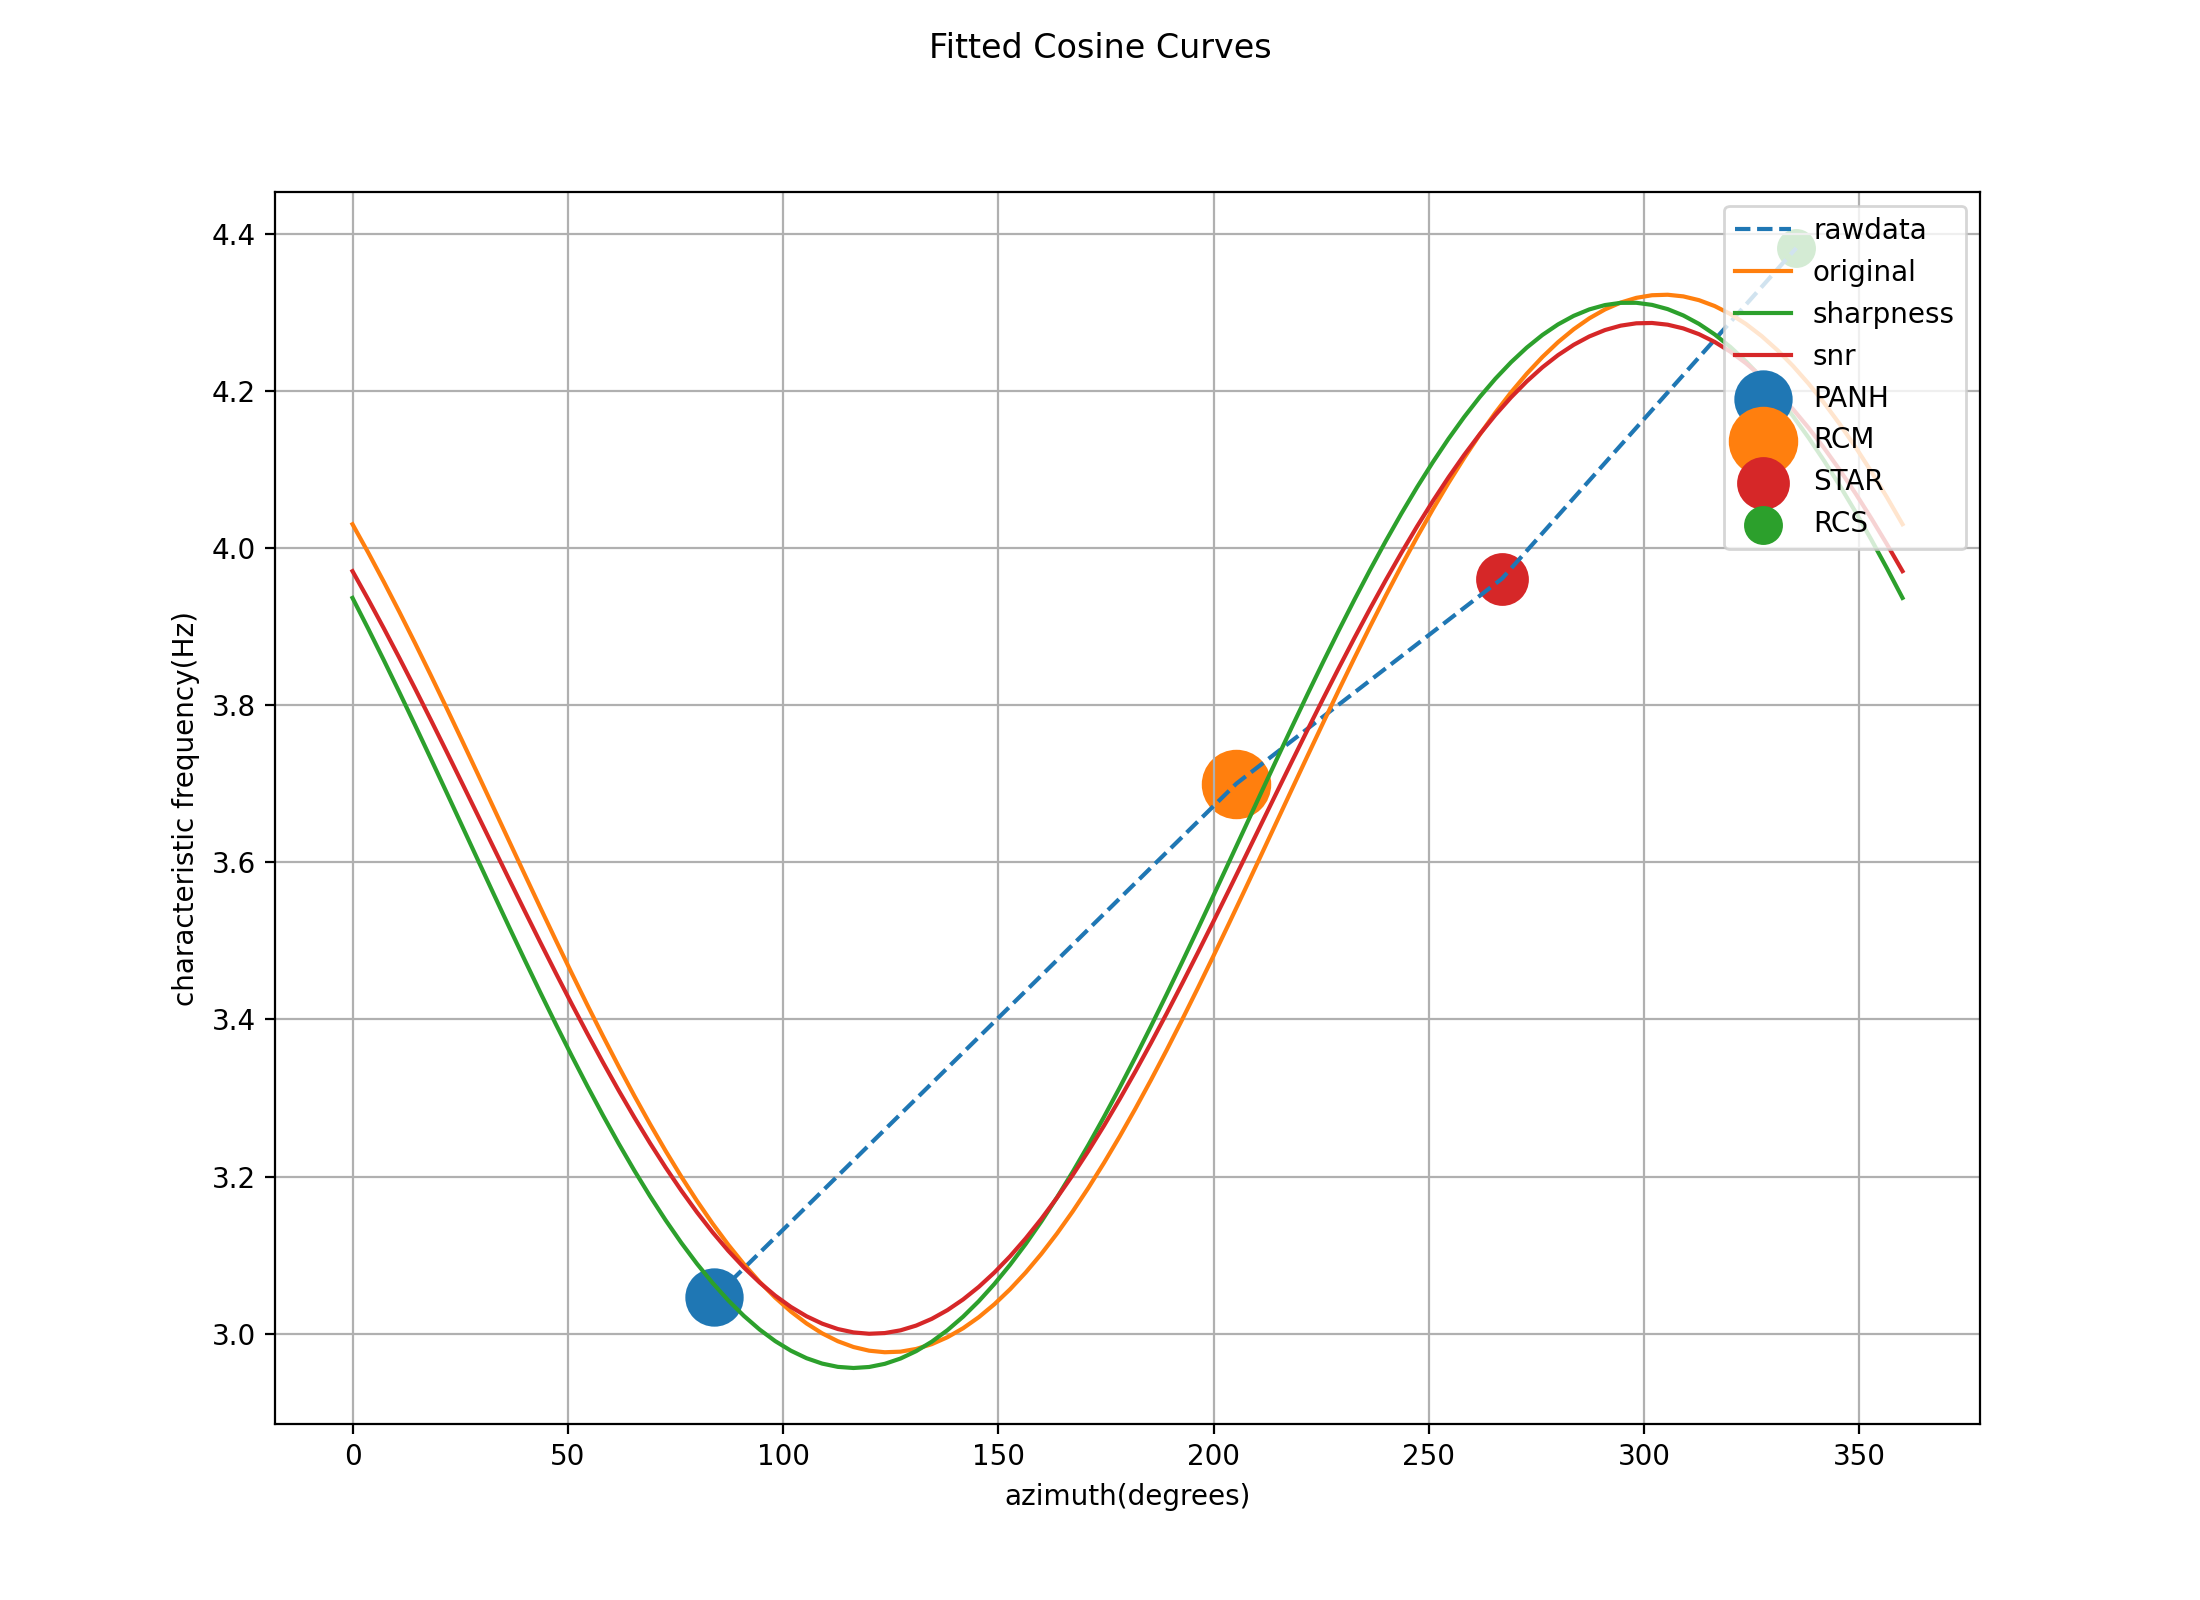 Fitted Cosine Curves
4.4
4.2
4.0
3.8
3.6
3.4
3.2
3.0
characteristic frequency(Hz)
rawdata
original
sharpness
snr
PANH
RCM
STAR
RCS
0 50 100 150 200 250 300 350
azimuth(degrees)